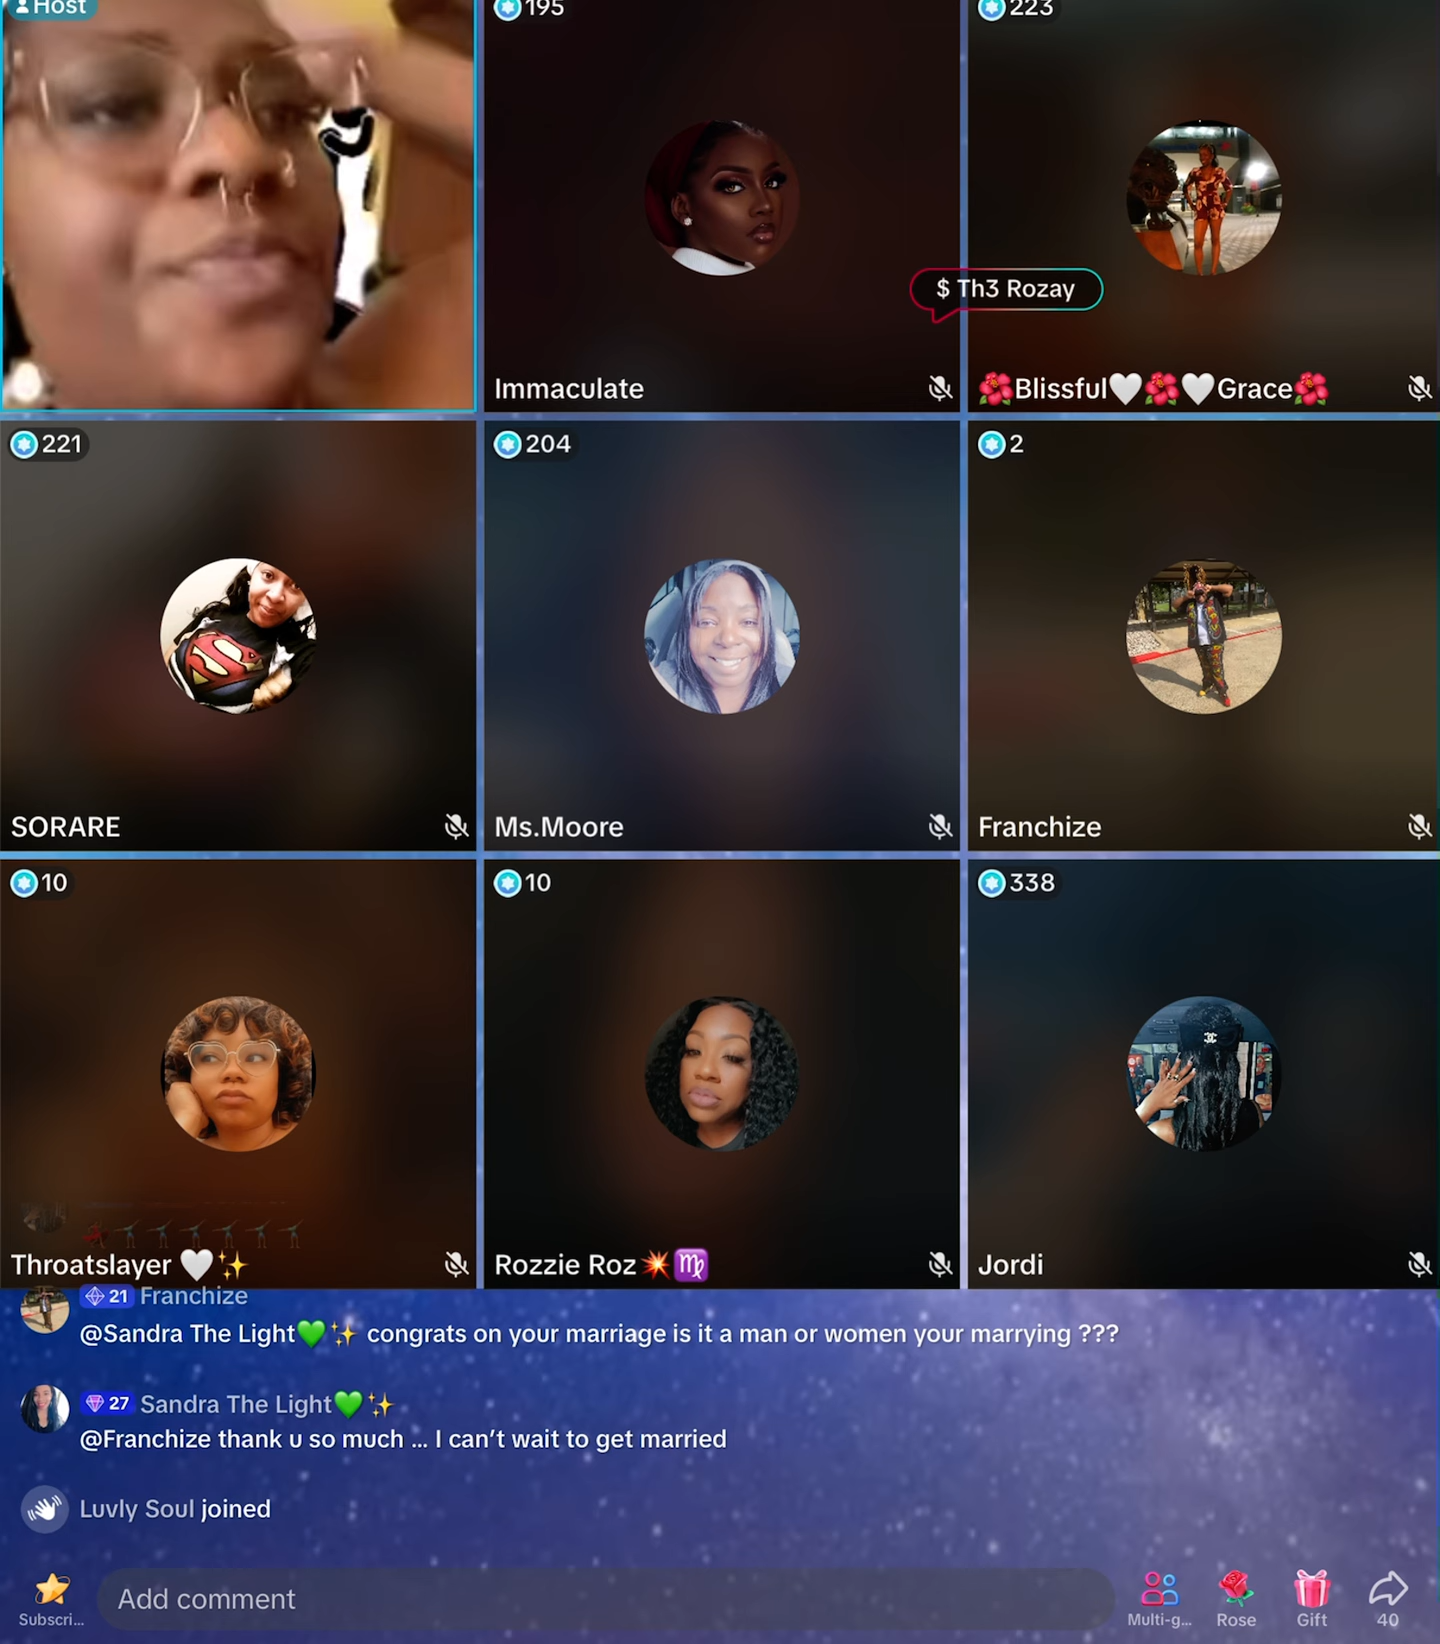 Host
195
223
$ Th3 Rozay
Immaculate
🌺Blissful🤍🌺🤍Grace🌺
221
204
2
SORARE
Ms.Moore
Franchize
10
10
338
Throatslayer 🤍✨
Rozzie Roz 💥♍
Jordi
21 Franchize
@Sandra The Light💚✨ congrats on your marriage is it a man or women your marrying ???
27 Sandra The Light💚✨
@Franchize thank u so much ... I can’t wait to get married
Luvly Soul joined
Add comment
Subscri...
Multi-g...
Rose
Gift
40